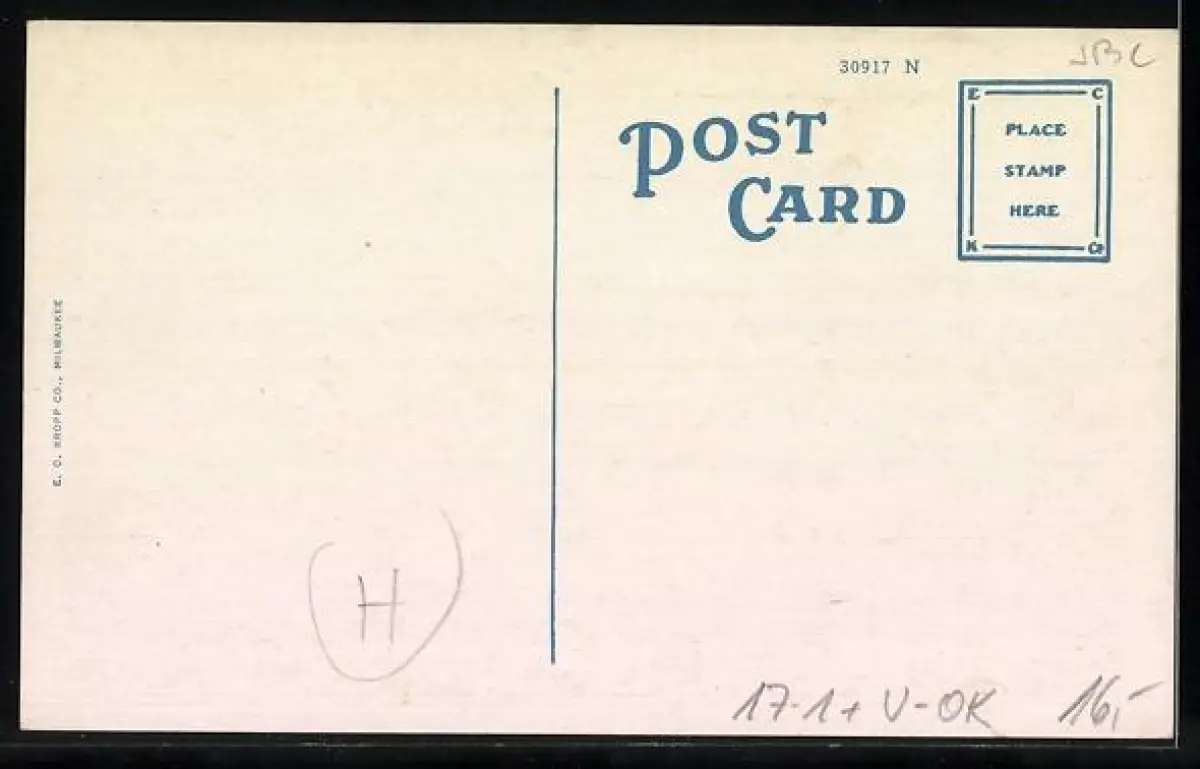 JBC
30917 N
POST
CARD
E C
PLACE
STAMP
HERE
K Co
E. C. KROPP CO., MILWAUKEE
H
17-1+ V-OK 16,-